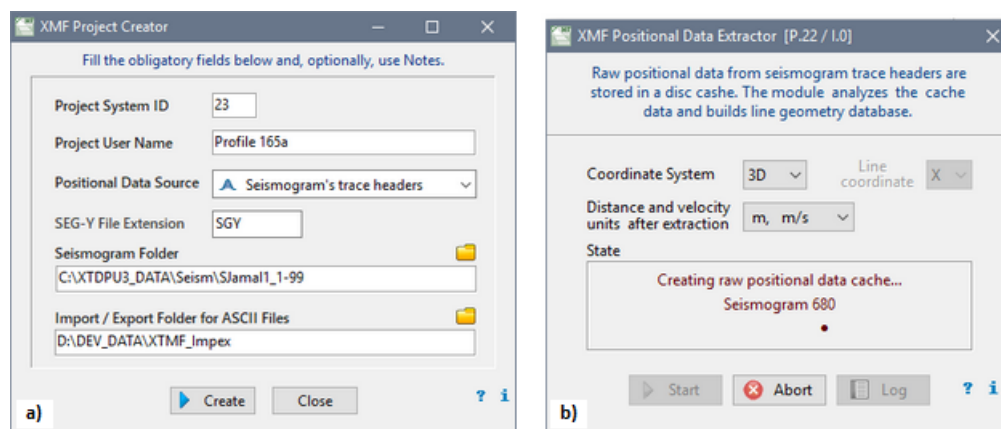 XMF Project Creator
Fill the obligatory fields below and, optionally, use Notes.
Project System ID 23
Project User Name Profile 165a
Positional Data Source Seismogram's trace headers
SEG-Y File Extension SGY
Seismogram Folder
C:\XTDPU3_DATA\Seism\SJamal1_1-99
Import / Export Folder for ASCII Files
D:\DEV_DATA\XTMF_Impex
Create Close ? i
a)
XMF Positional Data Extractor [P.22 / I.0]
Raw positional data from seismogram trace headers are
stored in a disc cashe. The module analyzes the cache
data and builds line geometry database.
Coordinate System 3D Line
coordinate X
Distance and velocity
units after extraction m, m/s
State
Creating raw positional data cache...
Seismogram 680
Start Abort Log ? i
b)